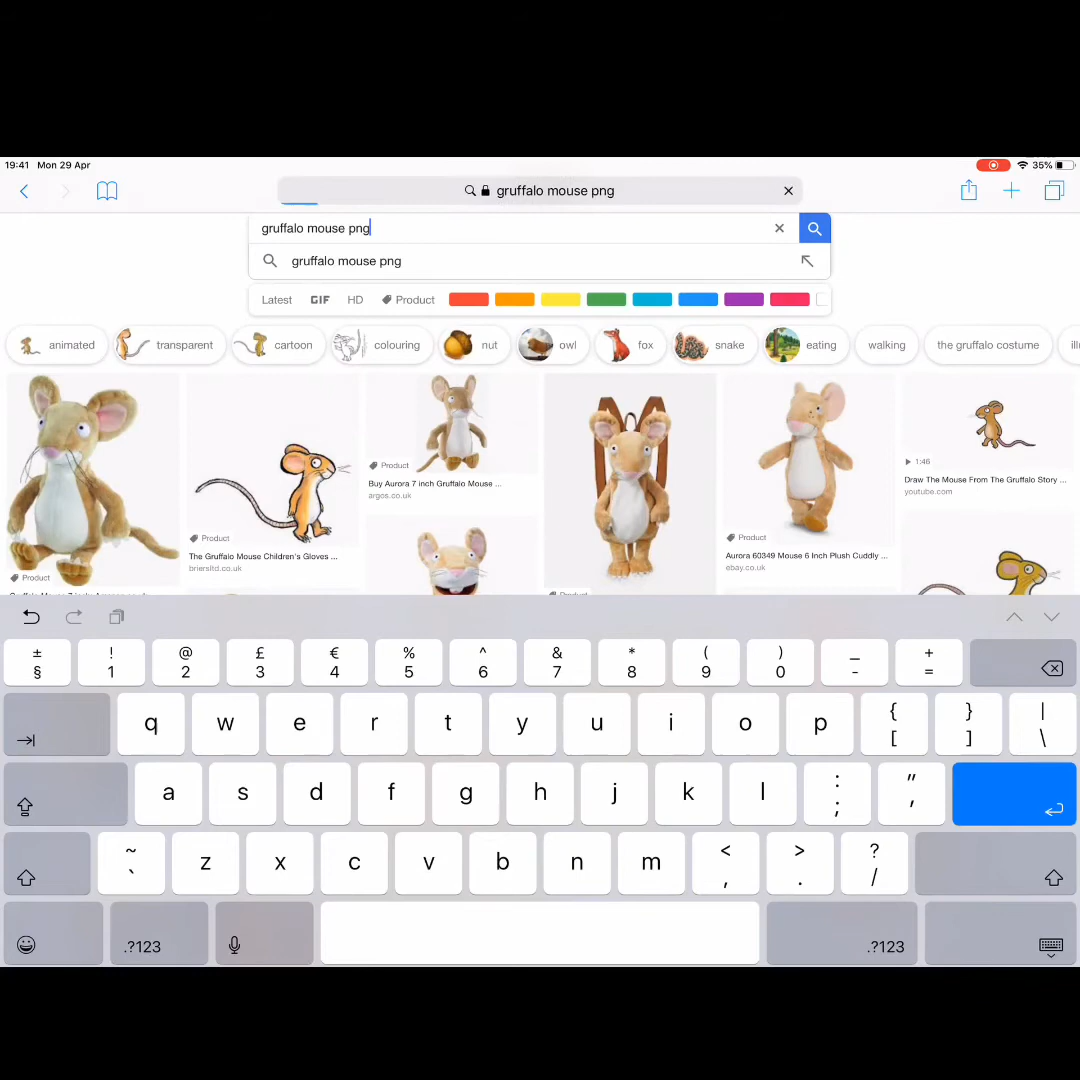 19:41 Mon 29 Apr 35%
gruffalo mouse png
gruffalo mouse png
gruffalo mouse png
Latest GIF HD Product
animated transparent cartoon colouring nut owl fox snake eating walking the gruffalo costume
Product
Product
The Gruffalo Mouse Children's Gloves ...
briersltd.co.uk
Product
Buy Aurora 7 inch Gruffalo Mouse ...
argos.co.uk
Product
Aurora 60349 Mouse 6 Inch Plush Cuddly ...
ebay.co.uk
1:46
Draw The Mouse From The Gruffalo Story ...
youtube.com
± ! @ £ € % ^ & * ( ) _ +
§ 1 2 3 4 5 6 7 8 9 0 - =
q w e r t y u i o p { } |
[ ] \
a s d f g h j k l : "
; '
~ z x c v b n m < > ?
` , . /
.?123 .?123